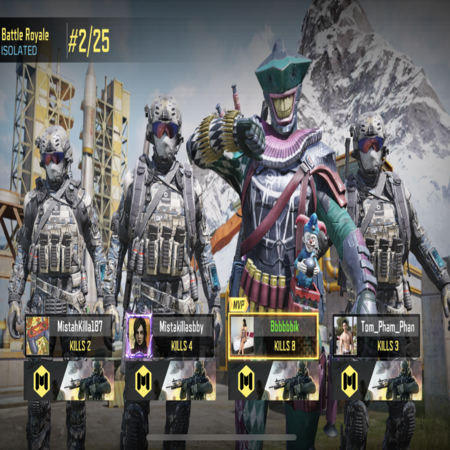 Battle Royale
ISOLATED
#2/25
MVP
MistahKilla187
KILLS 2
Mistakillasbby
KILLS 4
Bbbbbbik
KILLS 8
Tom_Pham_Phan
KILLS 3